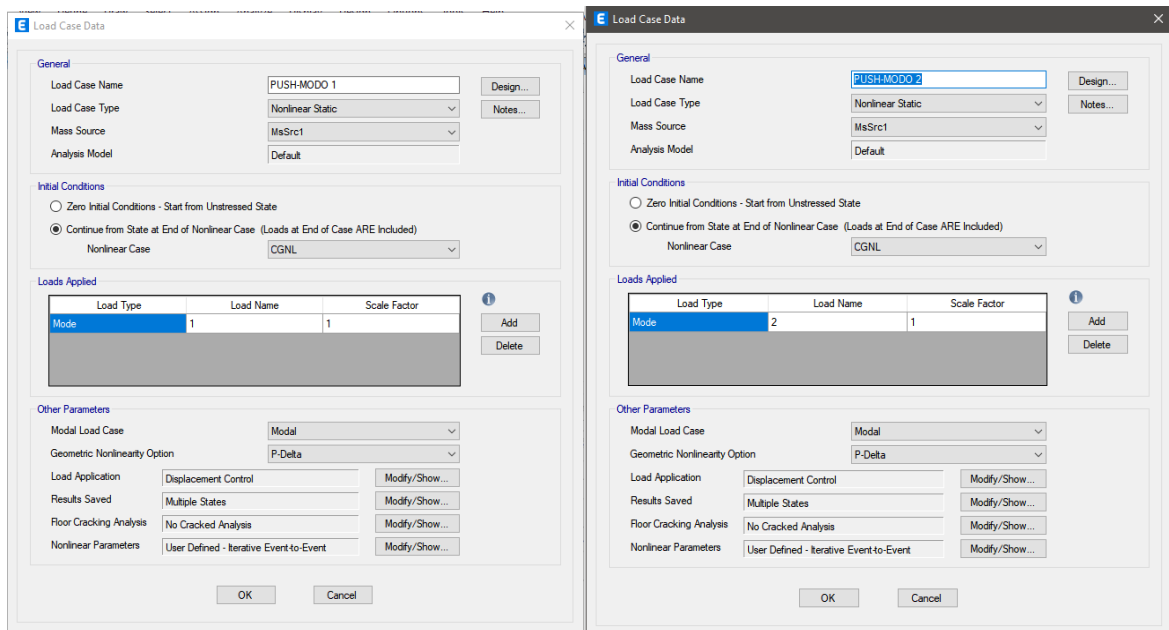 Load Case Data
General
Load Case Name PUSH-MODO 1 Design...
Load Case Type Nonlinear Static Notes...
Mass Source MsSrc1
Analysis Model Default
Initial Conditions
Zero Initial Conditions - Start from Unstressed State
Continue from State at End of Nonlinear Case (Loads at End of Case ARE Included)
Nonlinear Case CGNL
Loads Applied
Load Type Load Name Scale Factor
Mode 1 1 Add
Delete
Other Parameters
Modal Load Case Modal
Geometric Nonlinearity Option P-Delta
Load Application Displacement Control Modify/Show...
Results Saved Multiple States Modify/Show...
Floor Cracking Analysis No Cracked Analysis Modify/Show...
Nonlinear Parameters User Defined - Iterative Event-to-Event Modify/Show...
OK Cancel
Load Case Data
General
Load Case Name PUSH-MODO 2 Design...
Load Case Type Nonlinear Static Notes...
Mass Source MsSrc1
Analysis Model Default
Initial Conditions
Zero Initial Conditions - Start from Unstressed State
Continue from State at End of Nonlinear Case (Loads at End of Case ARE Included)
Nonlinear Case CGNL
Loads Applied
Load Type Load Name Scale Factor
Mode 2 1 Add
Delete
Other Parameters
Modal Load Case Modal
Geometric Nonlinearity Option P-Delta
Load Application Displacement Control Modify/Show...
Results Saved Multiple States Modify/Show...
Floor Cracking Analysis No Cracked Analysis Modify/Show...
Nonlinear Parameters User Defined - Iterative Event-to-Event Modify/Show...
OK Cancel